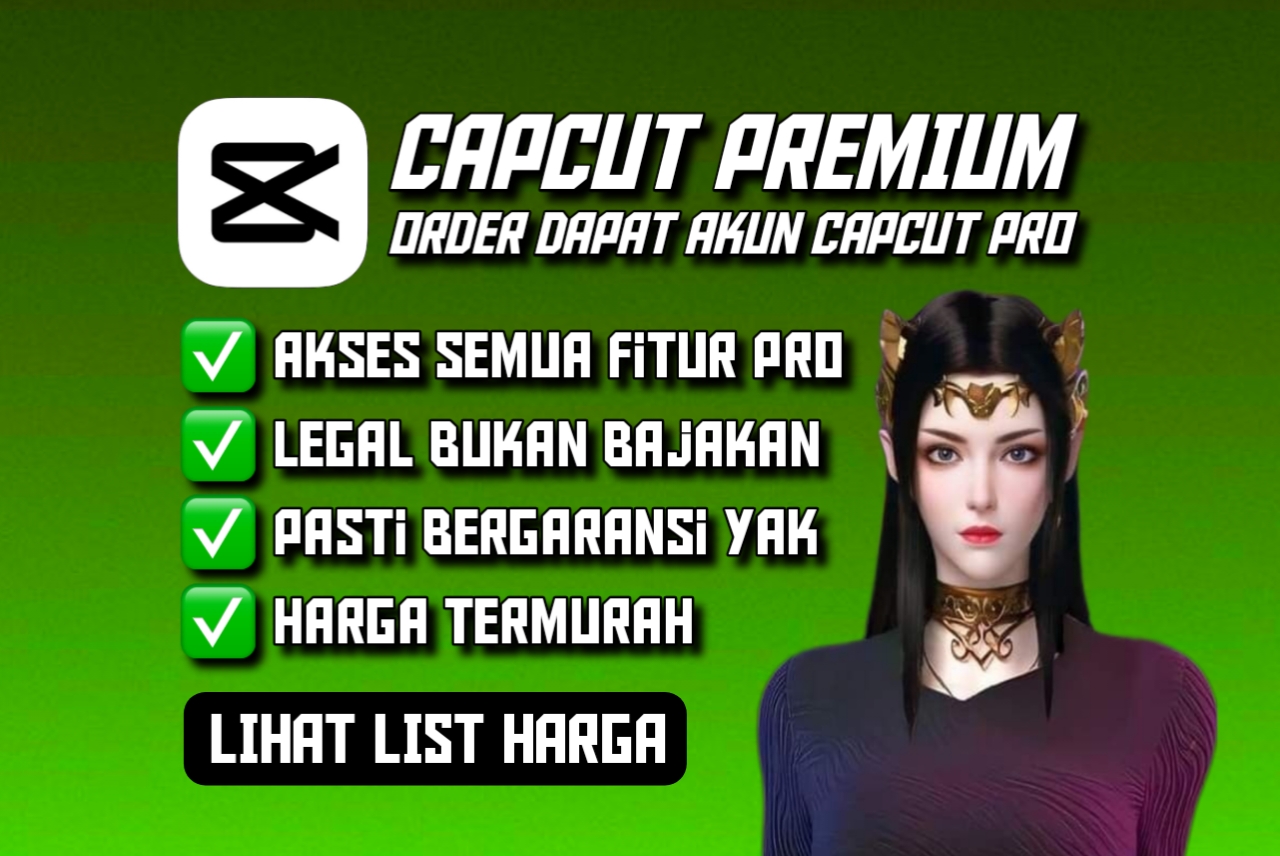 CAPCUT PREMIUM
ORDER DAPAT AKUN CAPCUT PRO
AKSES SEMUA FiTUR PRO
LEGAL BUKAN BAJAKAN
PASTi BERGARANSi YAK
HARGA TERMURAH
LIHAT LIST HARGA